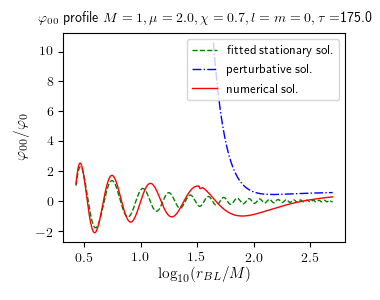 φ₀₀ profile M = 1, μ = 2.0, χ = 0.7, l = m = 0, τ =175.0
φ₀₀/φ₀
10
8
6
4
2
0
−2
fitted stationary sol.
perturbative sol.
numerical sol.
0.5 1.0 1.5 2.0 2.5
log₁₀(r_BL/M)